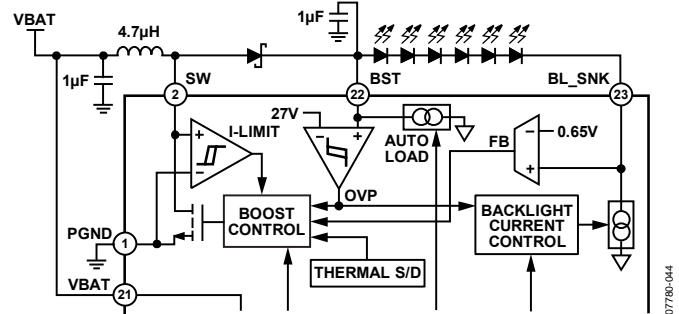 VBAT
4.7µH
1µF
1µF
SW
BST
BL_SNK
2
22
23
I-LIMIT
27V
+
–
–
+
AUTO
LOAD
FB
–
0.65V
+
OVP
PGND
1
BOOST
CONTROL
BACKLIGHT
CURRENT
CONTROL
THERMAL S/D
VBAT
21
07780-044